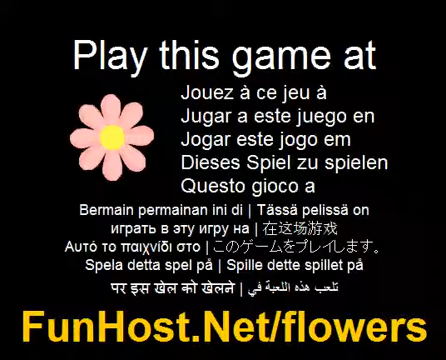 Play this game at
Jouez à ce jeu à
Jugar a este juego en
Jogar este jogo em
Dieses Spiel zu spielen
Questo gioco a
Bermain permainan ini di | Tässä pelissä on
играть в эту игру на | 在这场游戏
Αυτό το παιχνίδι στο | このゲームをプレイします。
Spela detta spel på | Spille dette spillet på
पर इस खेल को खेलने | تلعب هذه اللعبة في
FunHost.Net/flowers